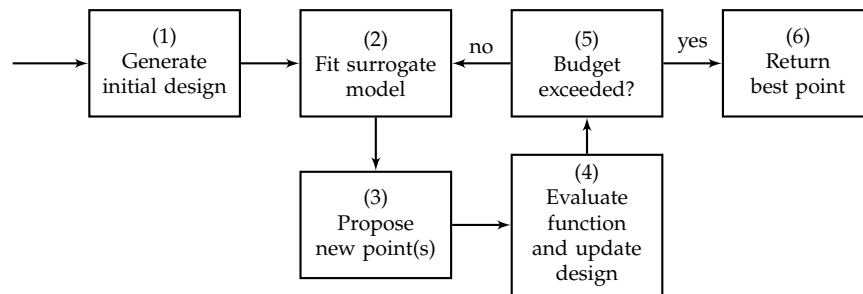 (1)
Generate
initial design
(2)
Fit surrogate
model
no
(5)
Budget
exceeded?
yes
(6)
Return
best point
(3)
Propose
new point(s)
(4)
Evaluate
function
and update
design